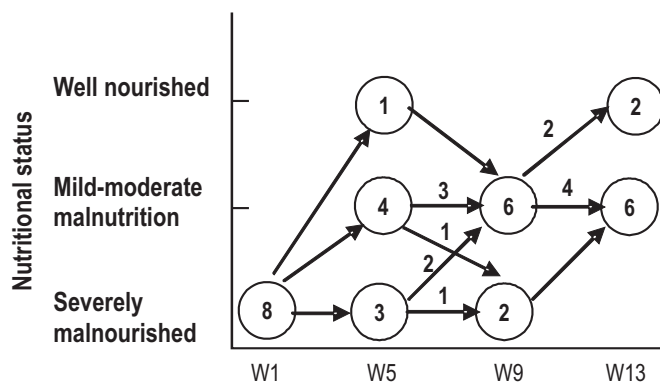 Nutritional status
Well nourished
Mild-moderate
malnutrition
Severely
malnourished
1
2
2
4
3
6
4
6
1
2
8
3
1
2
W1
W5
W9
W13